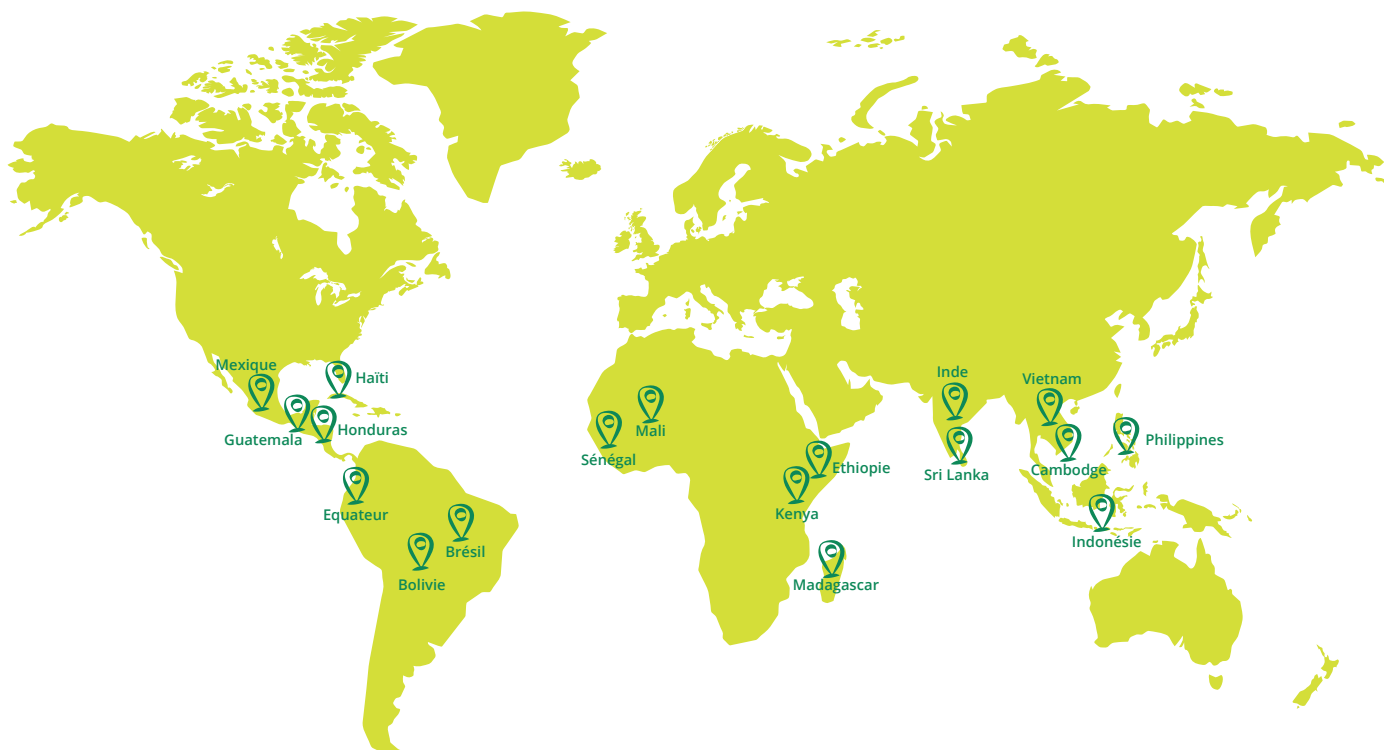 Mexique
Haïti
Guatemala
Honduras
Equateur
Brésil
Bolivie
Mali
Sénégal
Ethiopie
Kenya
Madagascar
Inde
Sri Lanka
Vietnam
Cambodge
Philippines
Indonésie